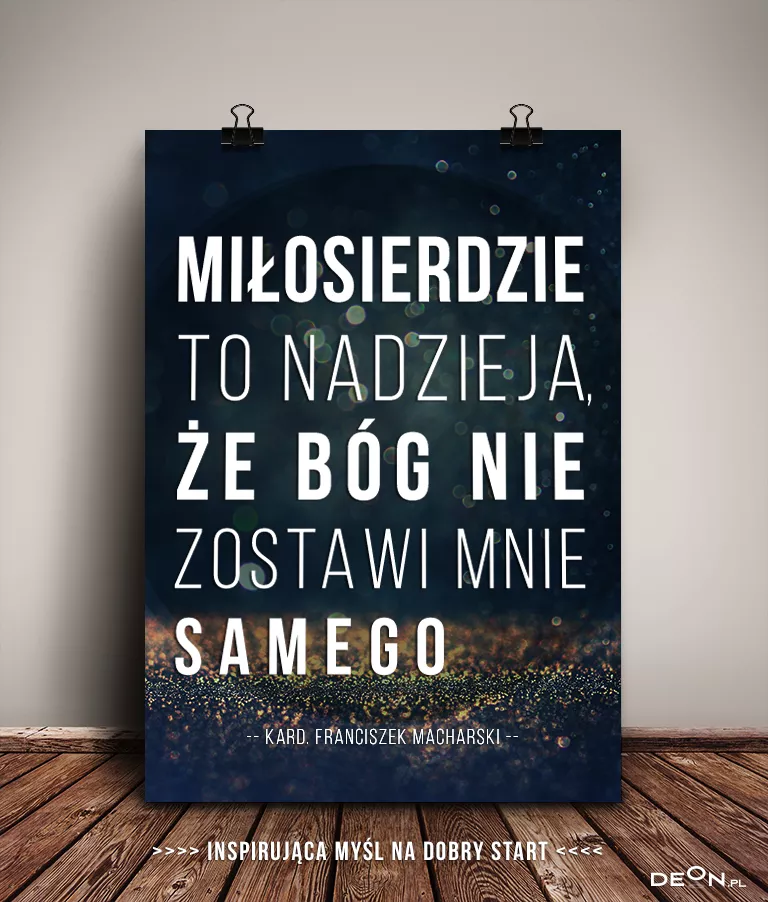 MIŁOSIERDZIE
TO NADZIEJA,
ŻE BÓG NIE
ZOSTAWI MNIE
SAMEGO
-- KARD. FRANCISZEK MACHARSKI --
>>>> INSPIRUJĄCA MYŚL NA DOBRY START <<<<
DEON.PL